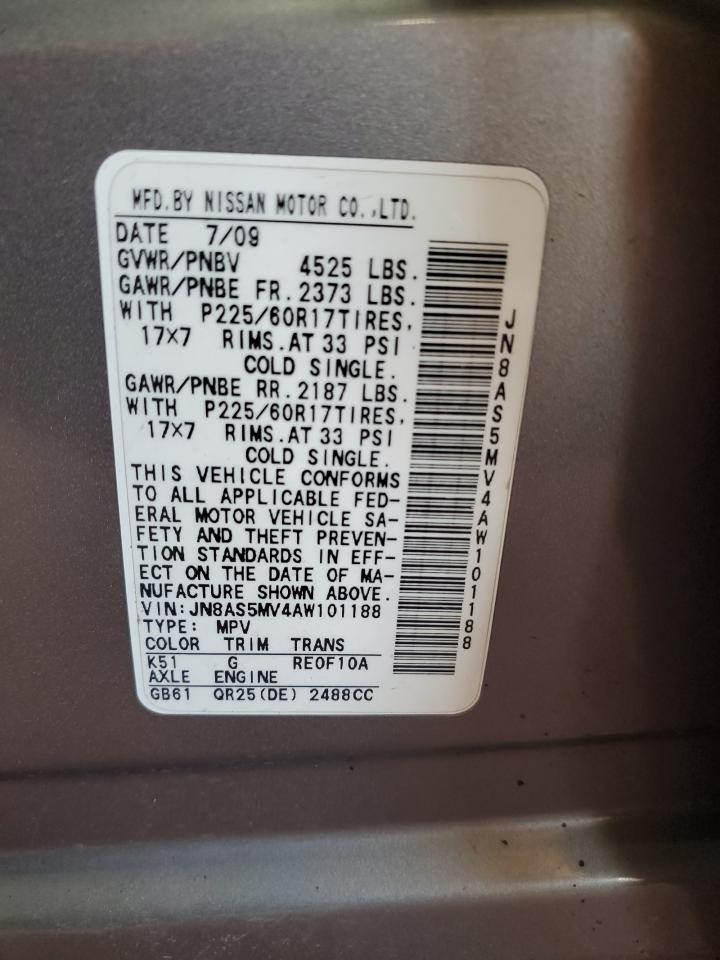 MFD.BY NISSAN MOTOR CO.,LTD.
DATE 7/09
GVWR/PNBV 4525 LBS.
GAWR/PNBE FR.2373 LBS.
WITH P225/60R17TIRES,
17X7 RIMS.AT 33 PSI
COLD SINGLE.
GAWR/PNBE RR.2187 LBS.
WITH P225/60R17TIRES,
17X7 RIMS.AT 33 PSI
COLD SINGLE.
THIS VEHICLE CONFORMS
TO ALL APPLICABLE FED-
ERAL MOTOR VEHICLE SA-
FETY AND THEFT PREVEN-
TION STANDARDS IN EFF-
ECT ON THE DATE OF MA-
NUFACTURE SHOWN ABOVE.
VIN:JN8AS5MV4AW101188
TYPE: MPV
COLOR TRIM TRANS
K51 G RE0F10A
AXLE ENGINE
GB61 QR25(DE) 2488CC
JN8AS5MV4AW101188